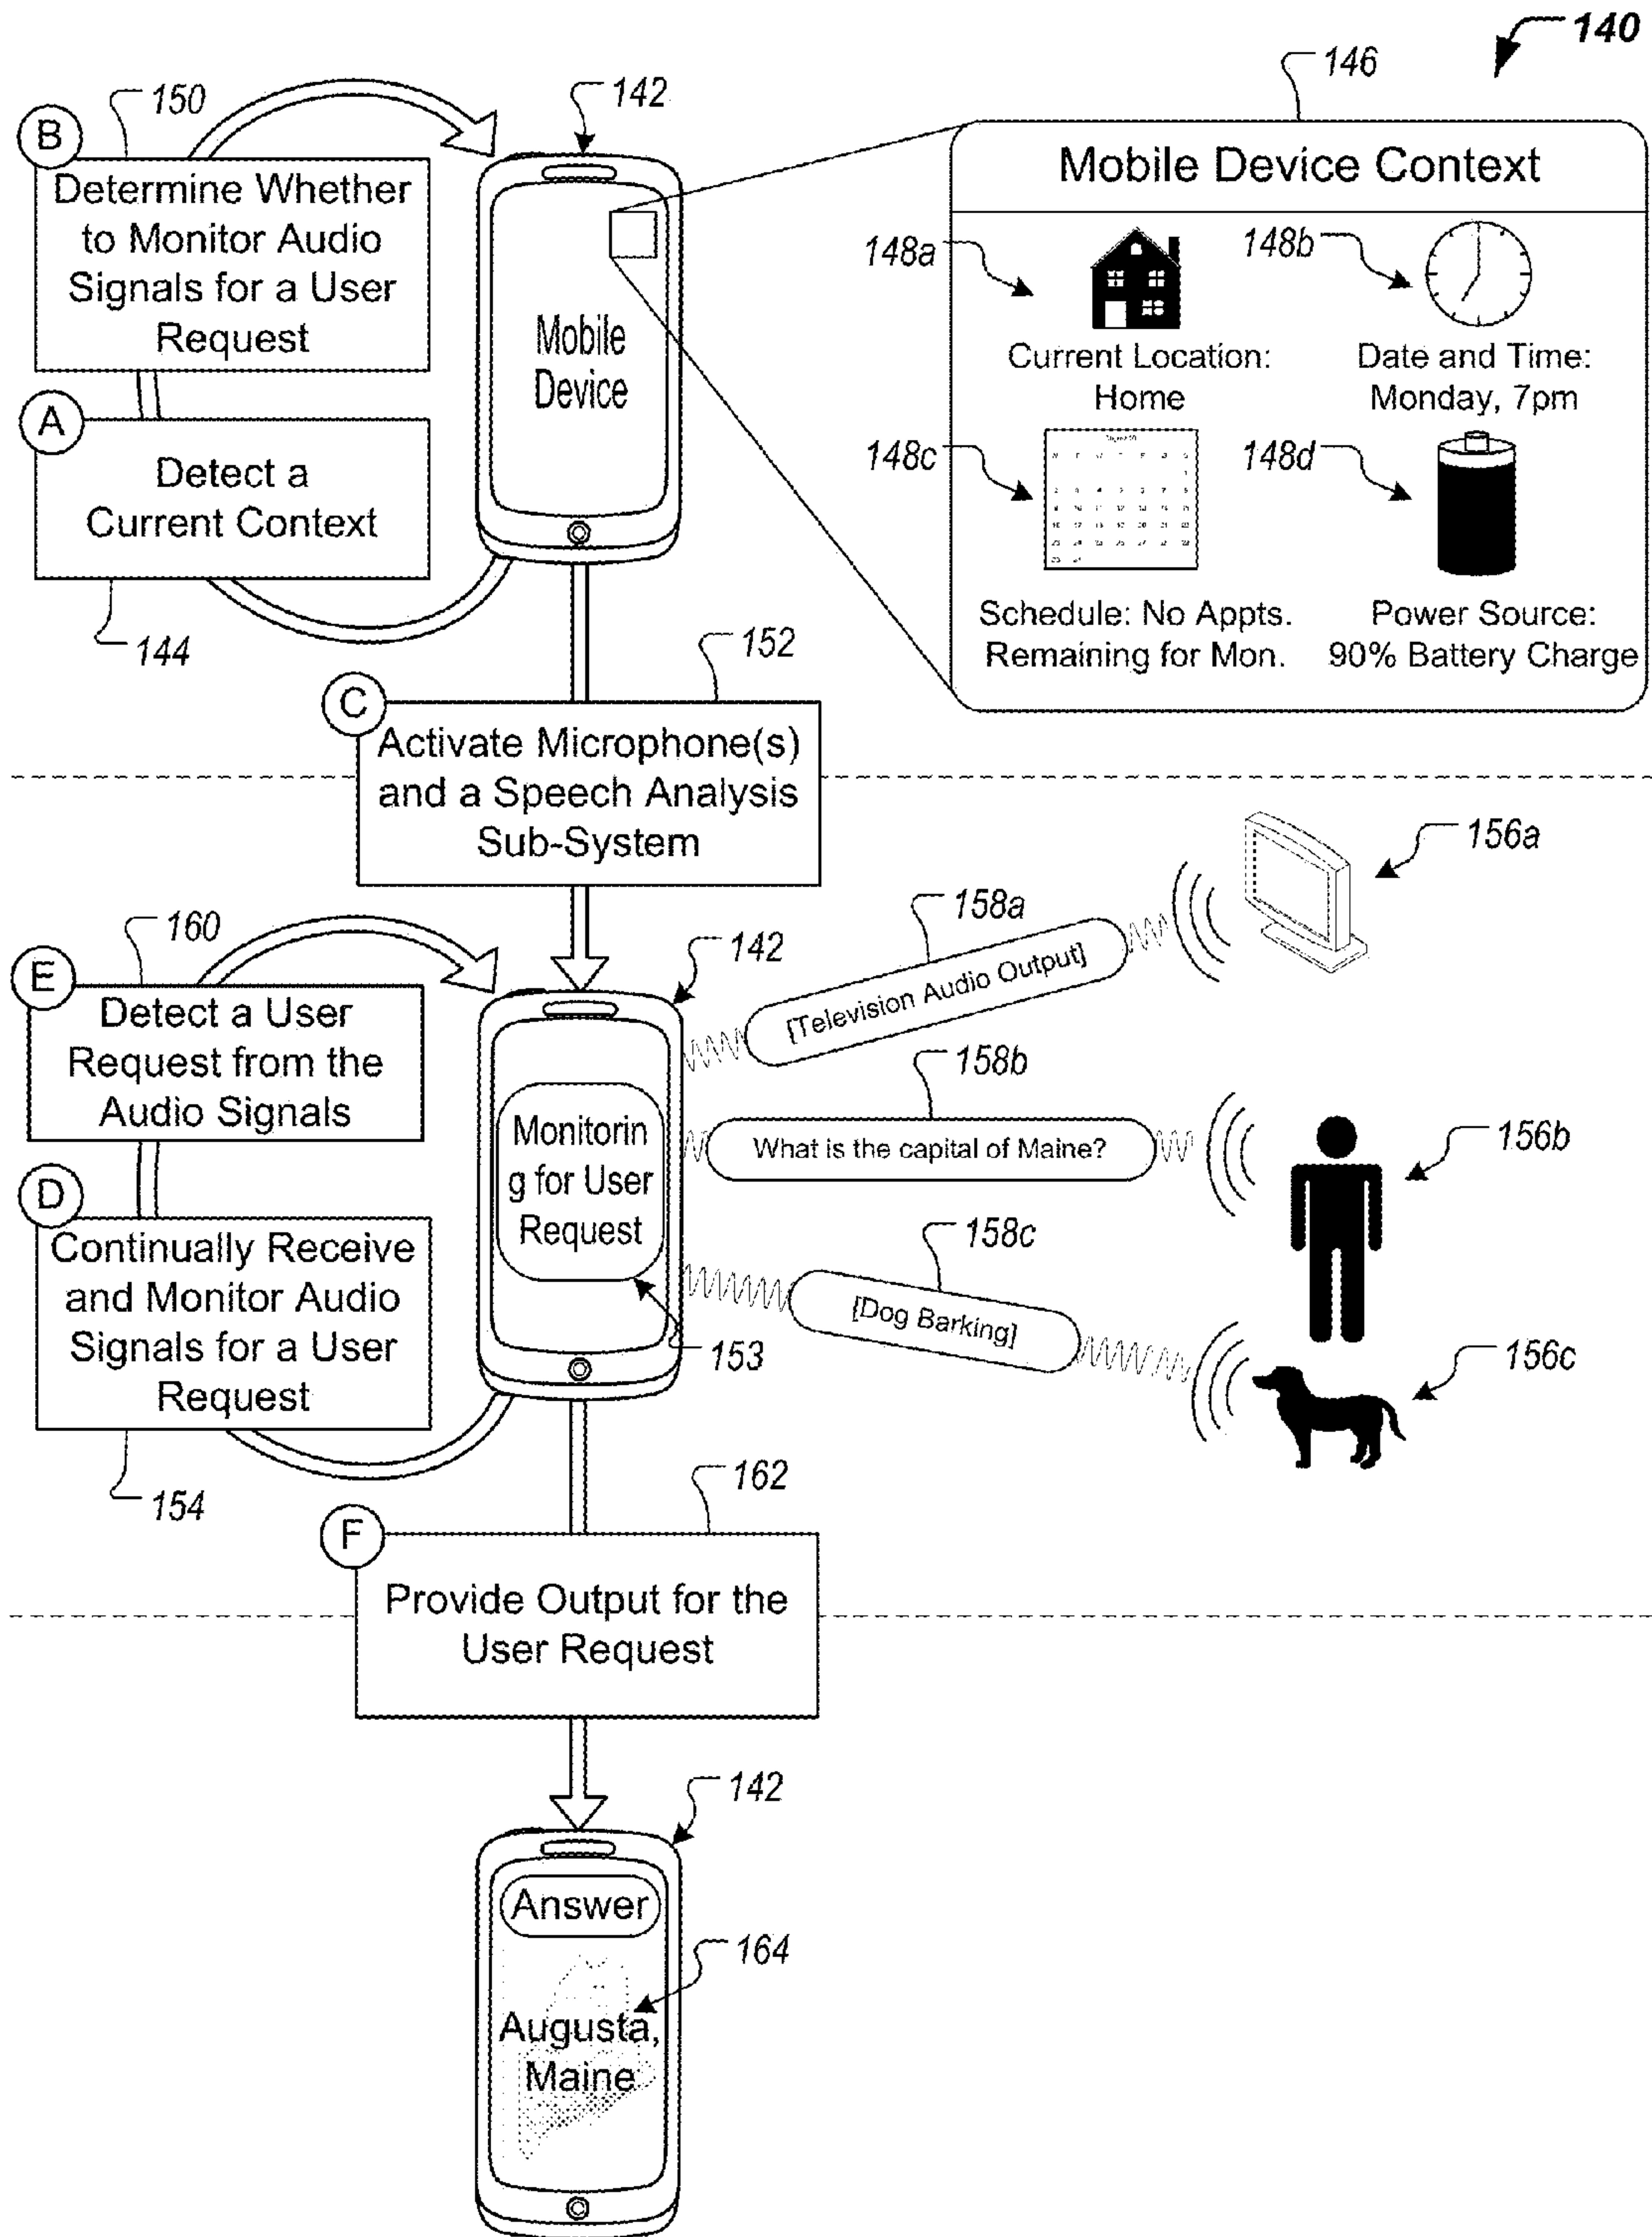 140
146
150
142
B
Determine Whether
to Monitor Audio
Signals for a User
Request
A
Detect a
Current Context
144
Mobile
Device
Mobile Device Context
148a
Current Location:
Home
148b
Date and Time:
Monday, 7pm
148c
Schedule: No Appts.
Remaining for Mon.
148d
Power Source:
90% Battery Charge
152
C
Activate Microphone(s)
and a Speech Analysis
Sub-System
156a
158a
[Television Audio Output]
160
142
E
Detect a User
Request from the
Audio Signals
158b
What is the capital of Maine?
156b
Monitorin
g for User
Request
D
Continually Receive
and Monitor Audio
Signals for a User
Request
158c
[Dog Barking]
153
156c
154
162
F
Provide Output for the
User Request
142
Answer
164
Augusta,
Maine